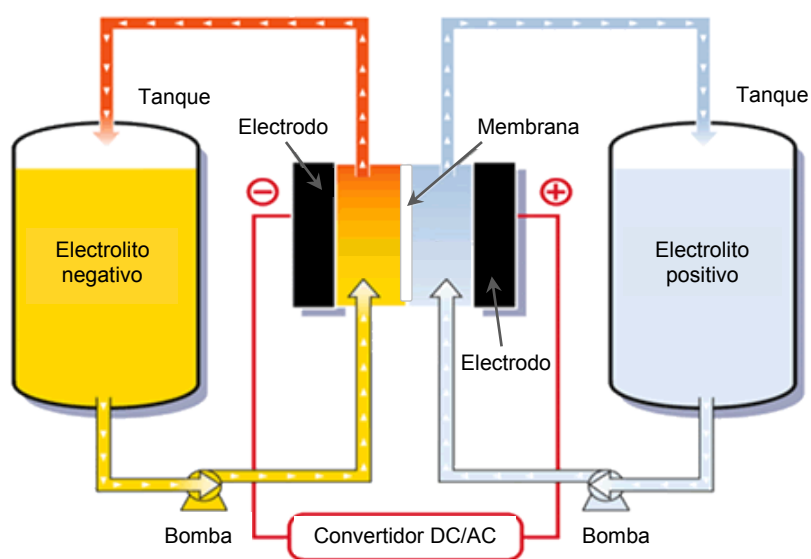 Tanque
Tanque
Electrodo
Membrana
⊖
⊕
Electrolito
negativo
Electrolito
positivo
Electrodo
Bomba
Convertidor DC/AC
Bomba